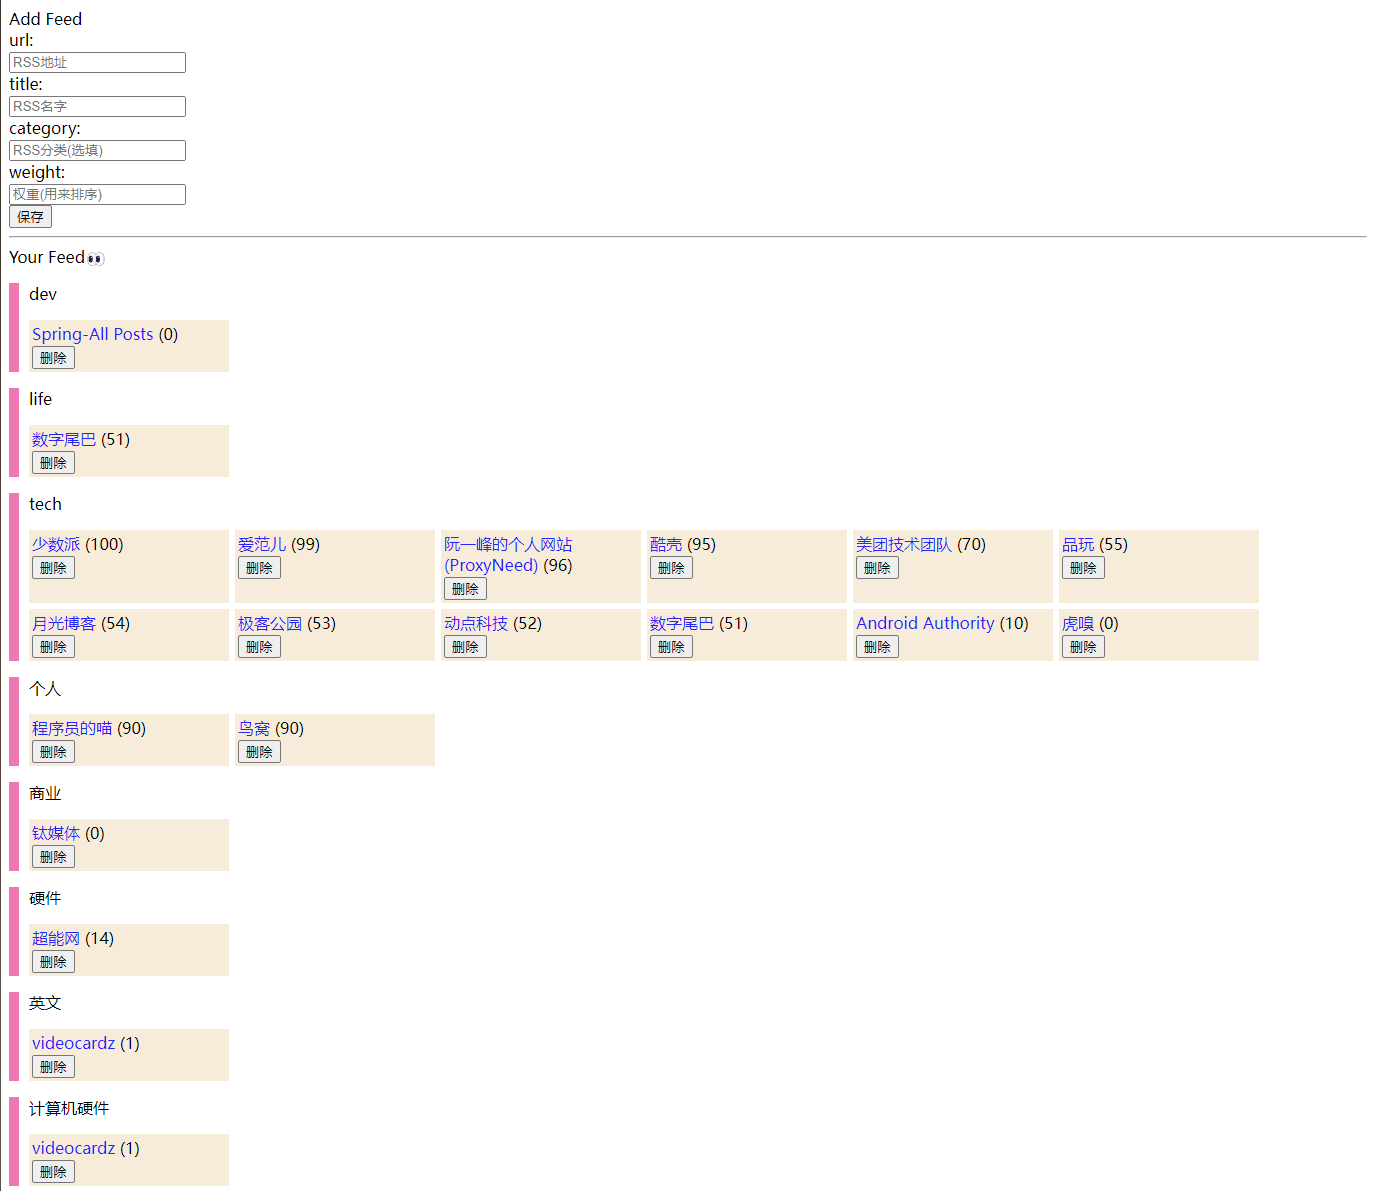 Add Feed
url:
RSS地址
title:
RSS名字
category:
RSS分类(选填)
weight:
权重(用来排序)
保存
Your Feed👀
dev
Spring-All Posts (0)
删除
life
数字尾巴 (51)
删除
tech
少数派 (100)
删除
爱范儿 (99)
删除
阮一峰的个人网站
(ProxyNeed) (96)
删除
酷壳 (95)
删除
美团技术团队 (70)
删除
品玩 (55)
删除
月光博客 (54)
删除
极客公园 (53)
删除
动点科技 (52)
删除
数字尾巴 (51)
删除
Android Authority (10)
删除
虎嗅 (0)
删除
个人
程序员的喵 (90)
删除
鸟窝 (90)
删除
商业
钛媒体 (0)
删除
硬件
超能网 (14)
删除
英文
videocardz (1)
删除
计算机硬件
videocardz (1)
删除